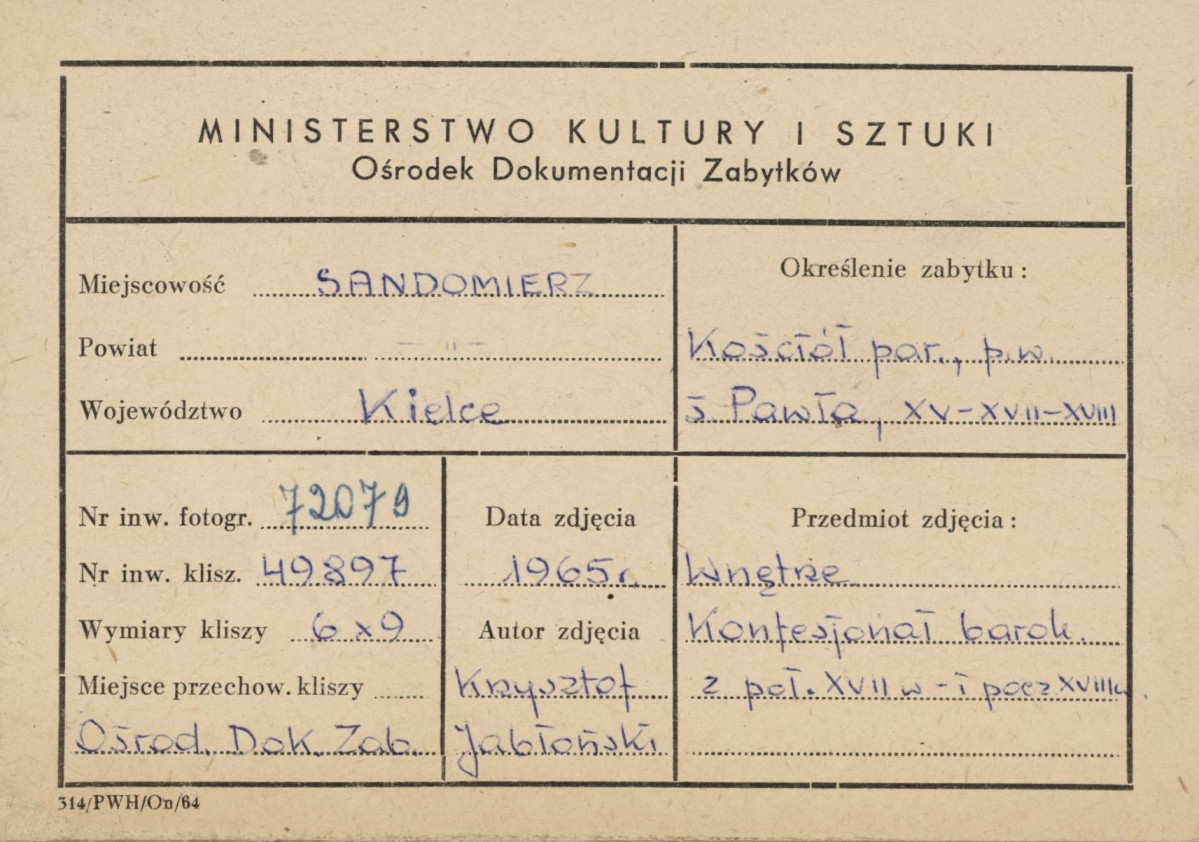 MINISTERSTWO KULTURY I SZTUKI
Ośrodek Dokumentacji Zabytków
Miejscowość SANDOMIERZ
Powiat - " -
Województwo Kielce
Określenie zabytku:
Kościół par., p.w.
ś Pawła, XV-XVII-XVIII
Nr inw. fotogr. 72079
Nr inw. klisz. 49897
Wymiary kliszy 6x9
Miejsce przechow. kliszy
Ośrod. Dok. Zab.
Data zdjęcia
1965r.
Autor zdjęcia
Krzysztof
Jabłoński
Przedmiot zdjęcia:
Wnętrze
Konfesjonał barok.
z poł. XVII w - i pocz XVIII w.
314/PWH/On/64